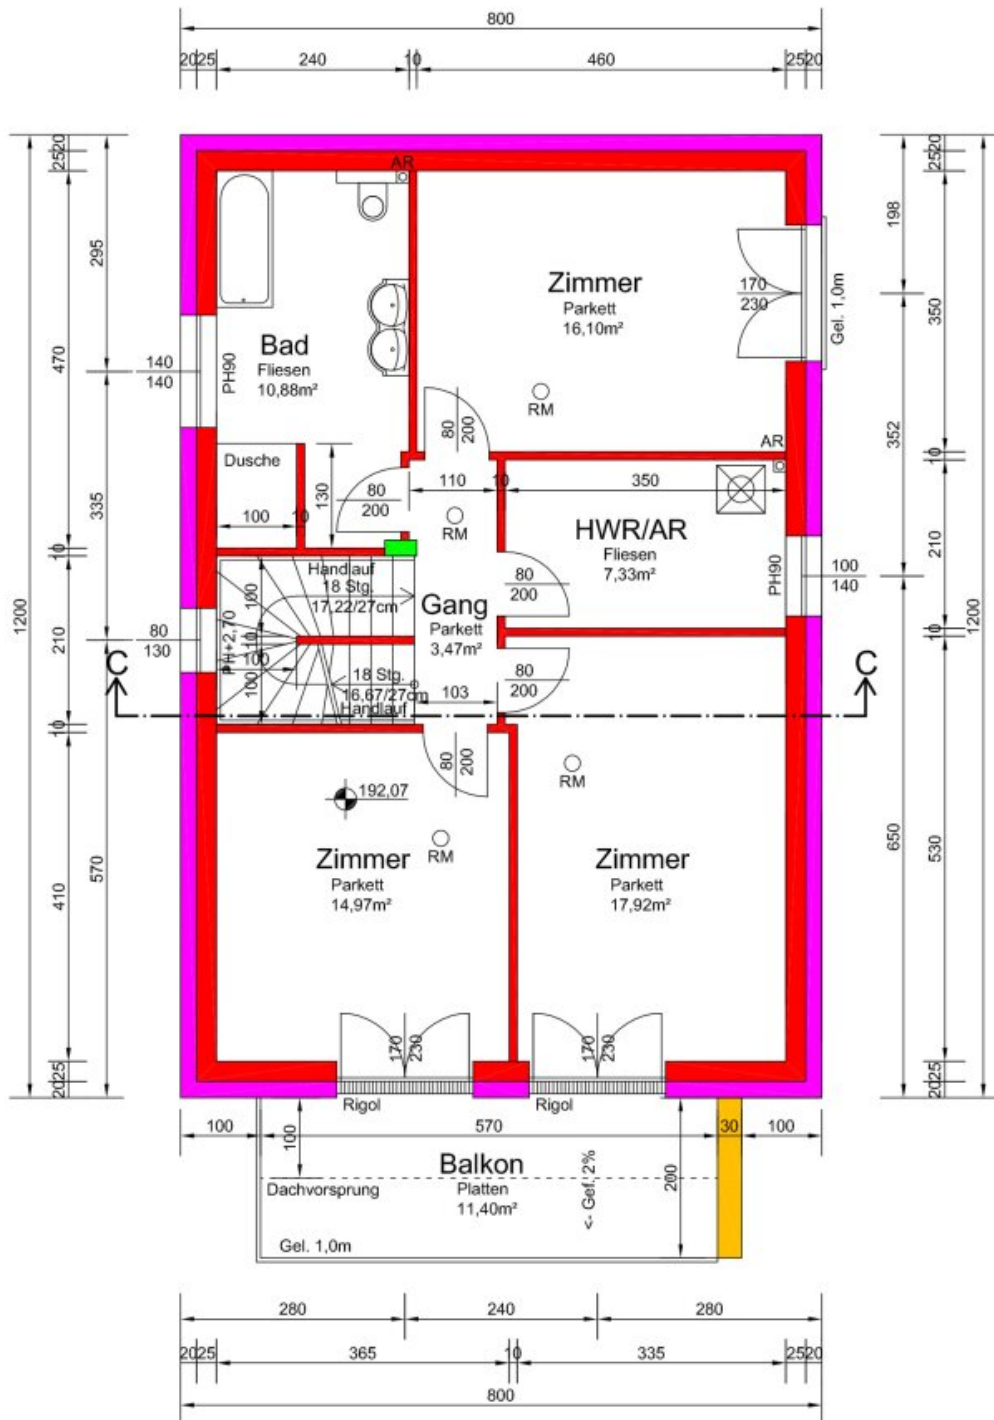 800
20 25 240 10 460 25 20
AR
Zimmer
Parkett
16,10m²
170
230
Gel. 1,0m
RM
Bad
Fliesen
10,88m²
PH90
140
140
80
200
AR
Dusche
100
10
130
80
200
110
10
350
RM
HWR/AR
Fliesen
7,33m²
PH90
100
140
80
200
Handlauf
18 Stg.
17,22/27cm
100
10
100
PH+2,70
100
80
130
Gang
Parkett
3,47m²
18 Stg.
16,67/27cm
Handlauf
103
80
200
C
C
80
200
192,07
RM
RM
Zimmer
Parkett
14,97m²
Zimmer
Parkett
17,92m²
170
230
170
230
Rigol
Rigol
100
570
30
100
100
200
Balkon
Platten
11,40m²
Dachvorsprung
<- Gef. 2%
Gel. 1,0m
280 240 280
20 25 365 10 335 25 20
800
1200
25 20
470
10
210
10
410
20 25
295
335
570
198
352
650
25 20
350
10
210
10
530
20 25
1200